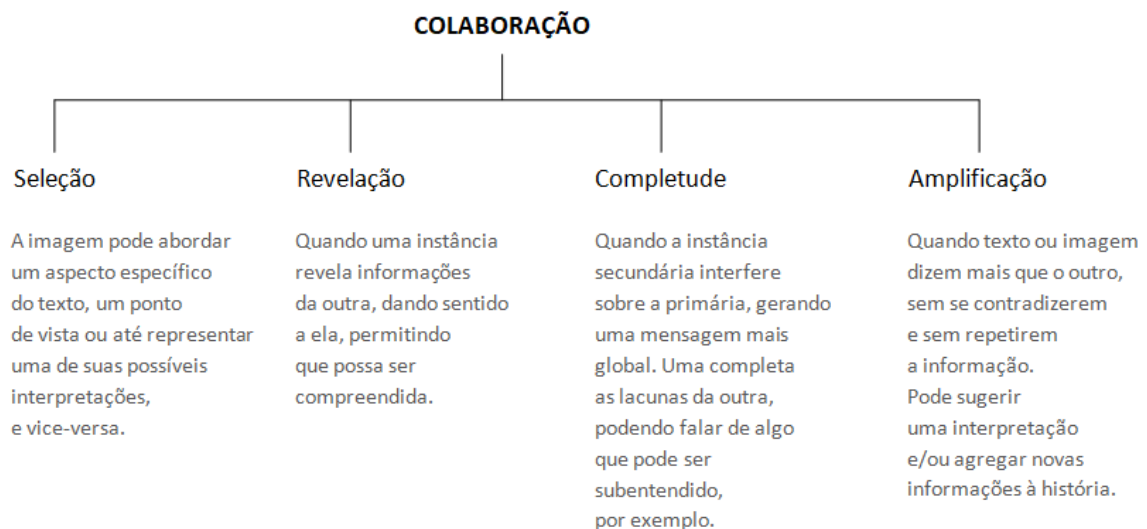 COLABORAÇÃO
Seleção
A imagem pode abordar
um aspecto específico
do texto, um ponto
de vista ou até representar
uma de suas possíveis
interpretações,
e vice-versa.
Revelação
Quando uma instância
revela informações
da outra, dando sentido
a ela, permitindo
que possa ser
compreendida.
Completude
Quando a instância
secundária interfere
sobre a primária, gerando
uma mensagem mais
global. Uma completa
as lacunas da outra,
podendo falar de algo
que pode ser
subentendido,
por exemplo.
Amplificação
Quando texto ou imagem
dizem mais que o outro,
sem se contradizerem
e sem repetirem
a informação.
Pode sugerir
uma interpretação
e/ou agregar novas
informações à história.